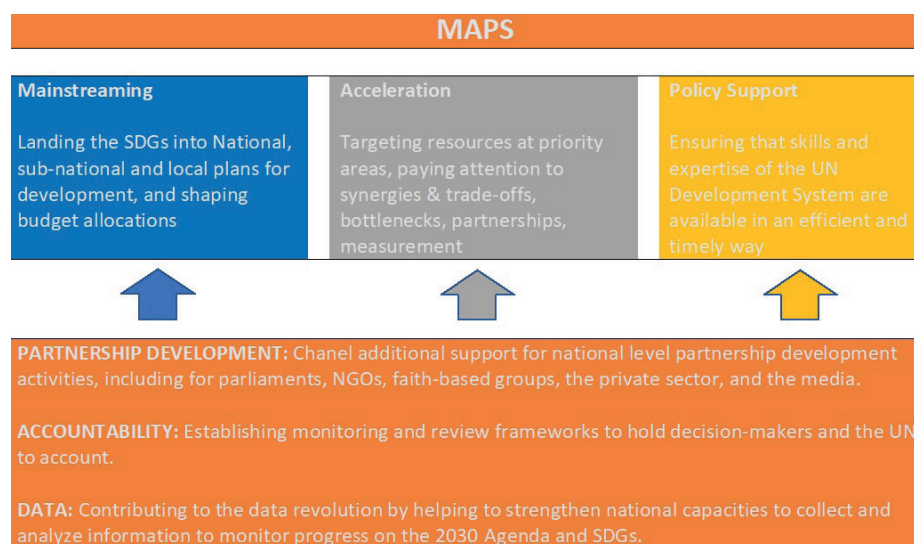 MAPS
Mainstreaming
Landing the SDGs into National,
sub-national and local plans for
development, and shaping
budget allocations
Acceleration
Targeting resources at priority
areas, paying attention to
synergies & trade-offs,
bottlenecks, partnerships,
measurement
Policy Support
Ensuring that skills and
expertise of the UN
Development System are
available in an efficient and
timely way
PARTNERSHIP DEVELOPMENT: Chanel additional support for national level partnership development
activities, including for parliaments, NGOs, faith-based groups, the private sector, and the media.
ACCOUNTABILITY: Establishing monitoring and review frameworks to hold decision-makers and the UN
to account.
DATA: Contributing to the data revolution by helping to strengthen national capacities to collect and
analyze information to monitor progress on the 2030 Agenda and SDGs.